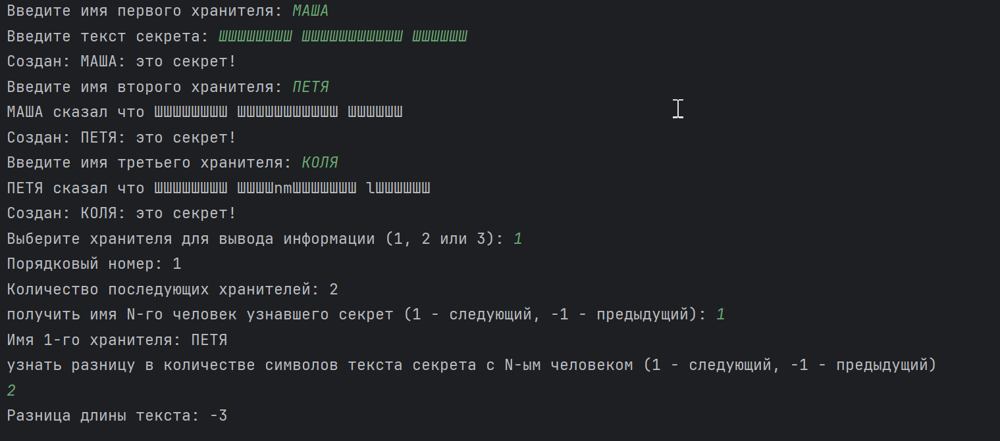 Введите имя первого хранителя: МАША
Введите текст секрета: ШШШШШШШШ ШШШШШШШШШШШ ШШШШШШ
Создан: МАША: это секрет!
Введите имя второго хранителя: ПЕТЯ
МАША сказал что ШШШШШШШШ ШШШШШШШШШШШ ШШШШШШ
Создан: ПЕТЯ: это секрет!
Введите имя третьего хранителя: КОЛЯ
ПЕТЯ сказал что ШШШШШШШШ ШШШШnmШШШШШШШ lШШШШШШ
Создан: КОЛЯ: это секрет!
Выберите хранителя для вывода информации (1, 2 или 3): 1
Порядковый номер: 1
Количество последующих хранителей: 2
получить имя N-го человек узнавшего секрет (1 - следующий, -1 - предыдущий): 1
Имя 1-го хранителя: ПЕТЯ
узнать разницу в количестве символов текста секрета с N-ым человеком (1 - следующий, -1 - предыдущий)
2
Разница длины текста: -3